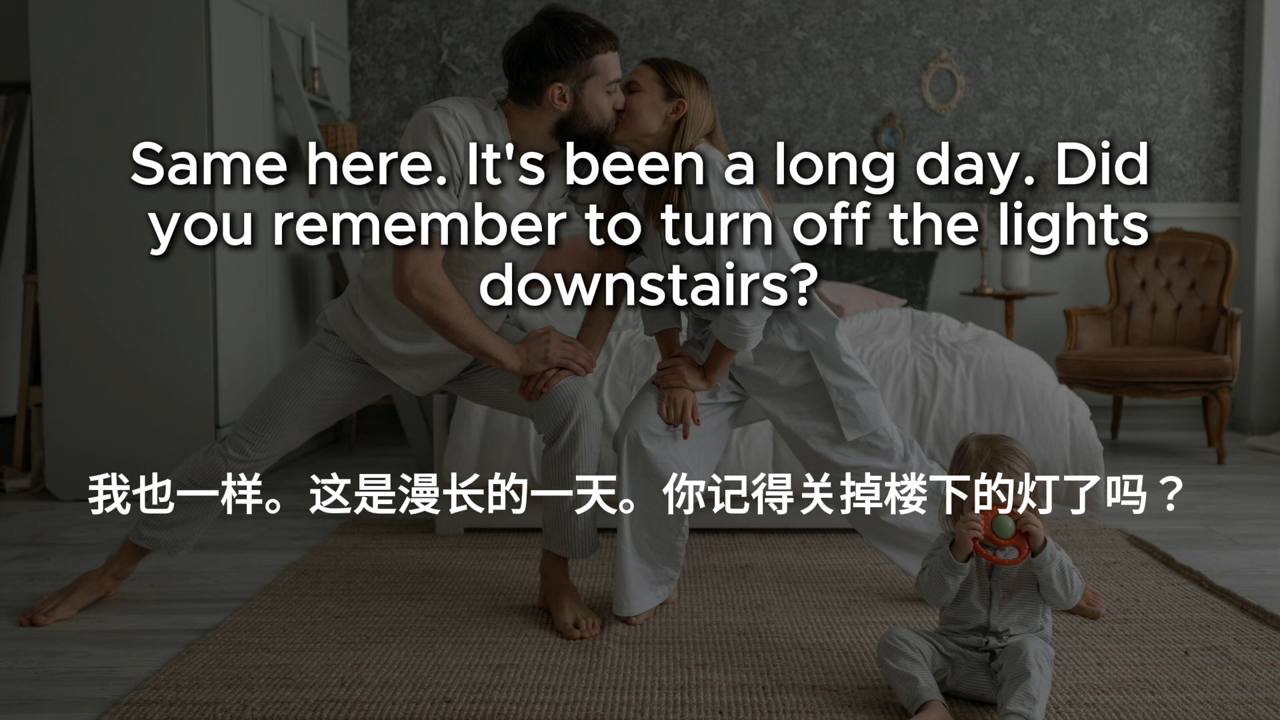 Same here. It's been a long day. Did
you remember to turn off the lights
downstairs?
我也一样。这是漫长的一天。你记得关掉楼下的灯了吗？